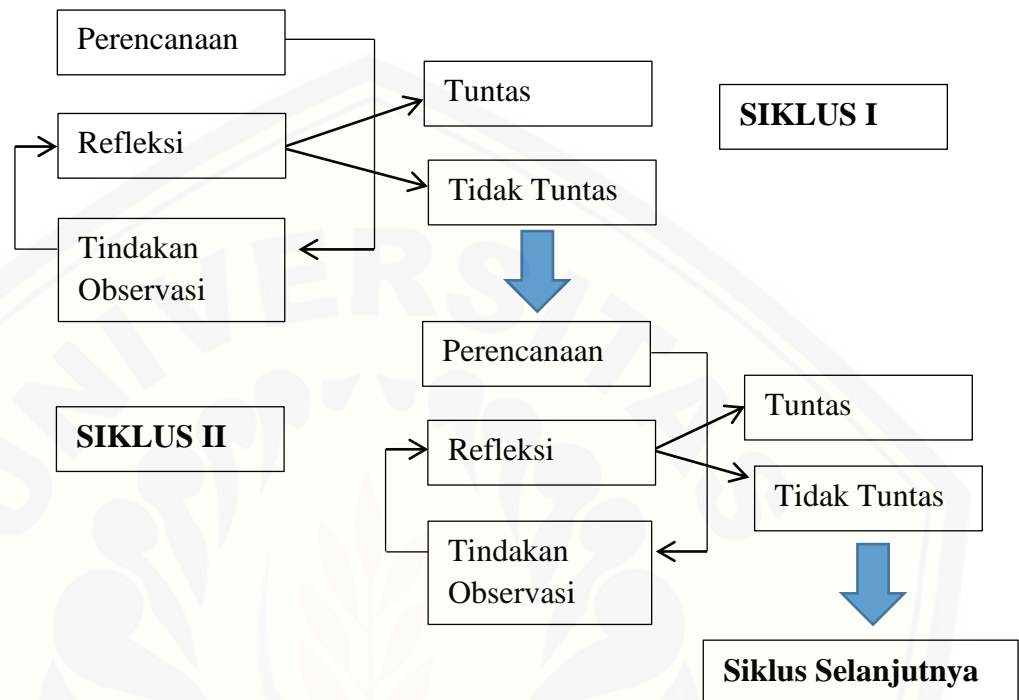 Perencanaan
Tuntas
SIKLUS I
Refleksi
Tidak Tuntas
Tindakan
Observasi
Perencanaan
SIKLUS II
Tuntas
Refleksi
Tidak Tuntas
Tindakan
Observasi
Siklus Selanjutnya
UNIVERSITAS